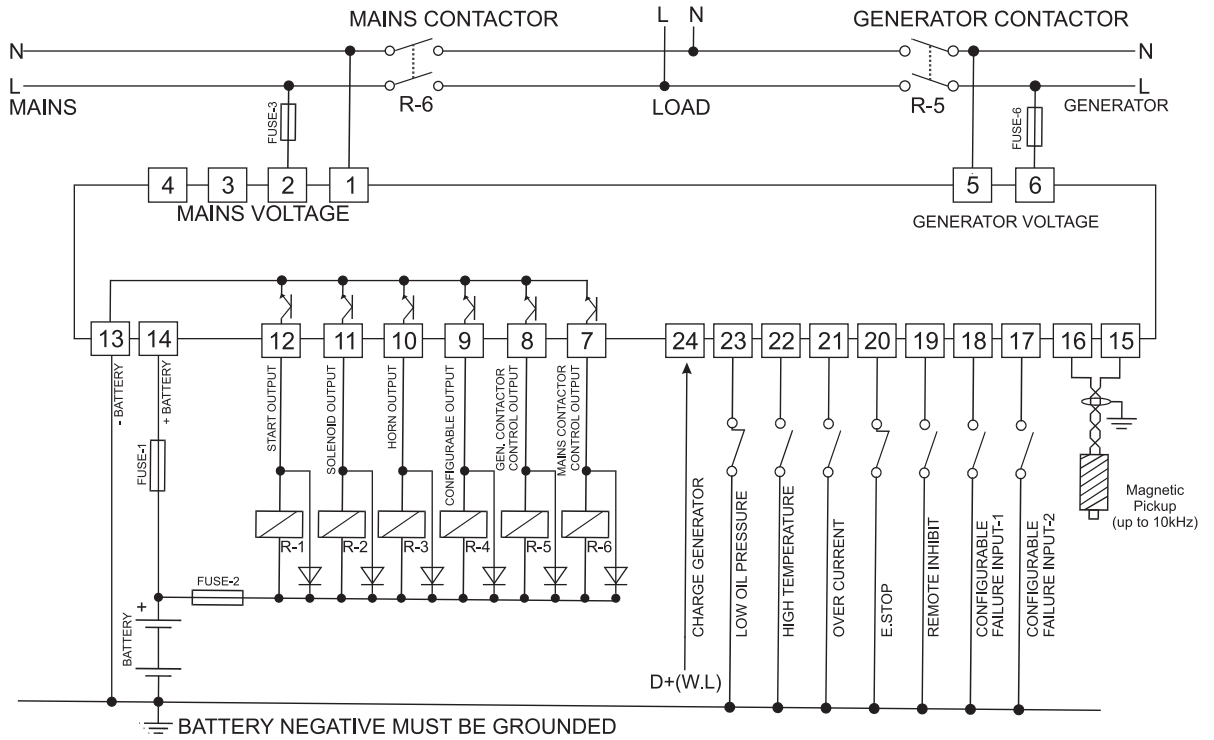 MAINS CONTACTOR
L N
GENERATOR CONTACTOR
N
N
L
L
MAINS
R-6
LOAD
R-5
GENERATOR
FUSE-3
FUSE-6
4 3 2 1
5 6
MAINS VOLTAGE
GENERATOR VOLTAGE
13 14 12 11 10 9 8 7 24 23 22 21 20 19 18 17 16 15
- BATTERY
+ BATTERY
START OUTPUT
SOLENOID OUTPUT
HORN OUTPUT
CONFIGURABLE OUTPUT
GEN. CONTACTOR
CONTROL OUTPUT
MAINS CONTACTOR
CONTROL OUTPUT
FUSE-1
R-1 R-2 R-3 R-4 R-5 R-6
FUSE-2
+
BATTERY
CHARGE GENERATOR
LOW OIL PRESSURE
HIGH TEMPERATURE
OVER CURRENT
E.STOP
REMOTE INHIBIT
CONFIGURABLE
FAILURE INPUT-1
CONFIGURABLE
FAILURE INPUT-2
Magnetic
Pickup
(up to 10kHz)
D+(W.L)
BATTERY NEGATIVE MUST BE GROUNDED